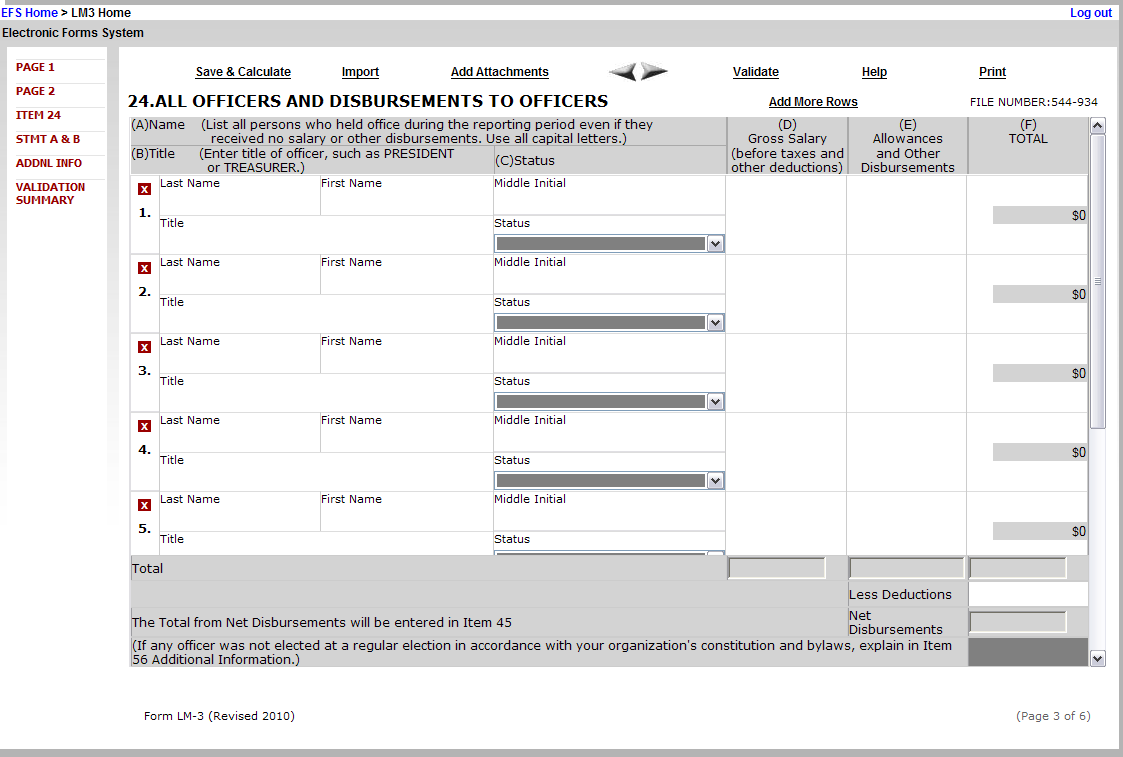 EFS Home > LM3 Home
Log out
Electronic Forms System
PAGE 1
PAGE 2
ITEM 24
STMT A & B
ADDNL INFO
VALIDATION
SUMMARY
Save & Calculate
Import
Add Attachments
Validate
Help
Print
24.ALL OFFICERS AND DISBURSEMENTS TO OFFICERS
Add More Rows
FILE NUMBER:544-934
(A)Name (List all persons who held office during the reporting period even if they
received no salary or other disbursements. Use all capital letters.)
(B)Title (Enter title of officer, such as PRESIDENT
or TREASURER.)
(C)Status
(D)
Gross Salary
(before taxes and
other deductions)
(E)
Allowances
and Other
Disbursements
(F)
TOTAL
x
1.
Last Name
First Name
Middle Initial
Title
Status
$0
x
2.
Last Name
First Name
Middle Initial
Title
Status
$0
x
3.
Last Name
First Name
Middle Initial
Title
Status
$0
x
4.
Last Name
First Name
Middle Initial
Title
Status
$0
x
5.
Last Name
First Name
Middle Initial
Title
Status
$0
Total
Less Deductions
The Total from Net Disbursements will be entered in Item 45
Net
Disbursements
(If any officer was not elected at a regular election in accordance with your organization's constitution and bylaws, explain in Item
56 Additional Information.)
Form LM-3 (Revised 2010)
(Page 3 of 6)